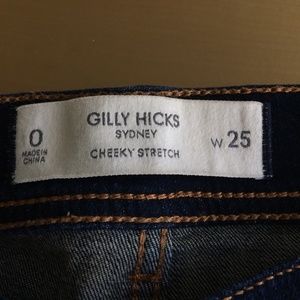 GILLY HICKS
SYDNEY
0
MADE IN
CHINA
CHEEKY STRETCH
W 25